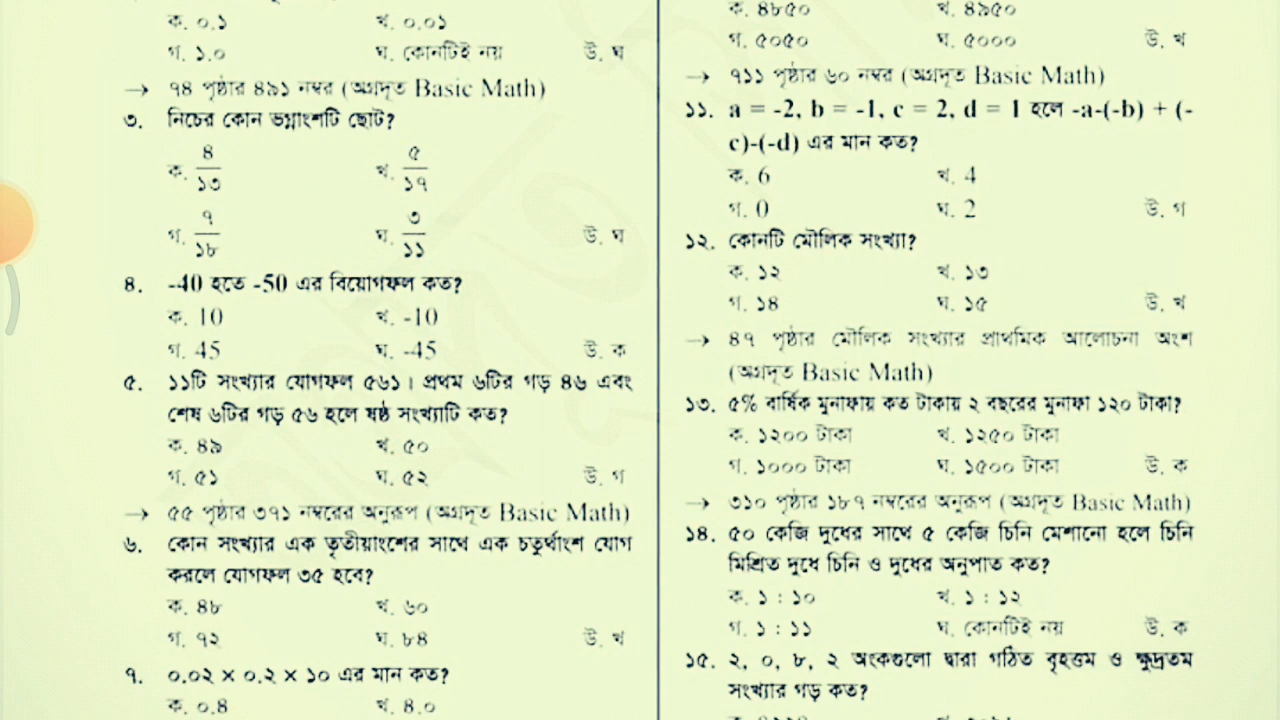 ক. ০.১ খ. ০.০১
গ. ১.০ ঘ. কোনটিই নয় উ. ঘ
→ ৭৪ পৃষ্ঠার ৪৯১ নম্বর (অগ্রদূত Basic Math)
৩. নিচের কোন ভগ্নাংশটি ছোট?
ক. ৪/১৩ খ. ৫/১৭
গ. ৭/১৮ ঘ. ৩/১১ উ. ঘ
৪. -40 হতে -50 এর বিয়োগফল কত?
ক. 10 খ. -10
গ. 45 ঘ. -45 উ. ক
৫. ১১টি সংখ্যার যোগফল ৫৬১। প্রথম ৬টির গড় ৪৬ এবং
শেষ ৬টির গড় ৫৬ হলে ষষ্ঠ সংখ্যাটি কত?
ক. ৪৯ খ. ৫০
গ. ৫১ ঘ. ৫২ উ. গ
→ ৫৫ পৃষ্ঠার ৩৭১ নম্বরের অনুরূপ (অগ্রদূত Basic Math)
৬. কোন সংখ্যার এক তৃতীয়াংশের সাথে এক চতুর্থাংশ যোগ
করলে যোগফল ৩৫ হবে?
ক. ৪৮ খ. ৬০
গ. ৭২ ঘ. ৮৪ উ. খ
৭. ০.০২ × ০.২ × ১০ এর মান কত?
ক. ০.৪ খ. ৪.০
ক. ৪৮৫০ খ. ৪৯৫০
গ. ৫০৫০ ঘ. ৫০০০ উ. খ
→ ৭১১ পৃষ্ঠার ৬০ নম্বর (অগ্রদূত Basic Math)
১১. a = -2, b = -1, c = 2, d = 1 হলে -a-(-b) + (-
c)-(-d) এর মান কত?
ক. 6 খ. 4
গ. 0 ঘ. 2 উ. গ
১২. কোনটি মৌলিক সংখ্যা?
ক. ১২ খ. ১৩
গ. ১৪ ঘ. ১৫ উ. খ
→ ৪৭ পৃষ্ঠার মৌলিক সংখ্যার প্রাথমিক আলোচনা অংশ
(অগ্রদূত Basic Math)
১৩. ৫% বার্ষিক মুনাফায় কত টাকায় ২ বছরের মুনাফা ১২০ টাকা?
ক. ১২০০ টাকা খ. ১২৫০ টাকা
গ. ১০০০ টাকা ঘ. ১৫০০ টাকা উ. ক
→ ৩১০ পৃষ্ঠার ১৮৭ নম্বরের অনুরূপ (অগ্রদূত Basic Math)
১৪. ৫০ কেজি দুধের সাথে ৫ কেজি চিনি মেশানো হলে চিনি
মিশ্রিত দুধে চিনি ও দুধের অনুপাত কত?
ক. ১ : ১০ খ. ১ : ১২
গ. ১ : ১১ ঘ. কোনটিই নয় উ. ক
১৫. ২, ০, ৮, ২ অংকগুলো দ্বারা গঠিত বৃহত্তম ও ক্ষুদ্রতম
সংখ্যার গড় কত?